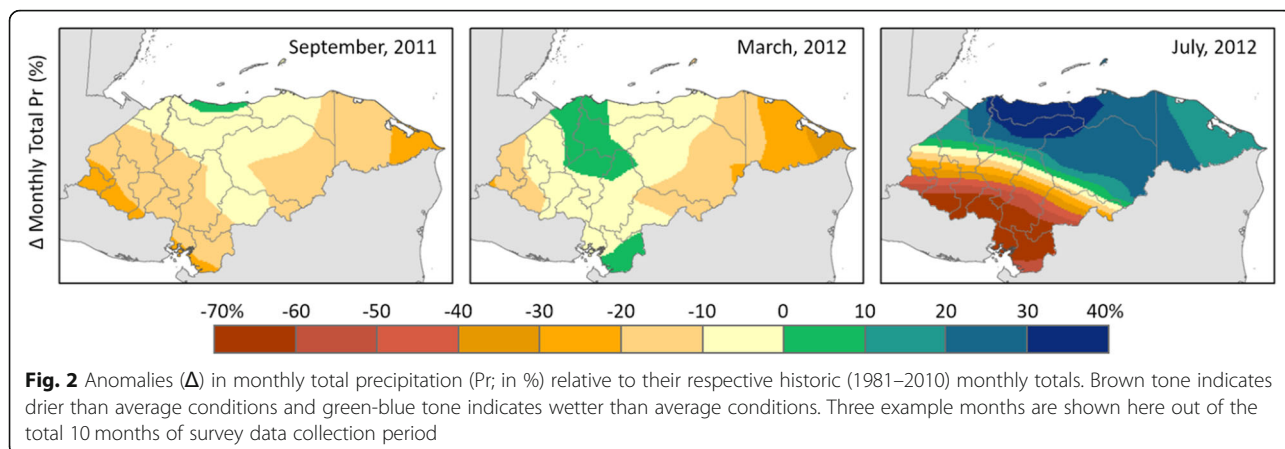 September, 2011
March, 2012
July, 2012
Δ Monthly Total Pr (%)
-70% -60 -50 -40 -30 -20 -10 0 10 20 30 40%
Fig. 2 Anomalies (Δ) in monthly total precipitation (Pr; in %) relative to their respective historic (1981–2010) monthly totals. Brown tone indicates
drier than average conditions and green-blue tone indicates wetter than average conditions. Three example months are shown here out of the
total 10 months of survey data collection period